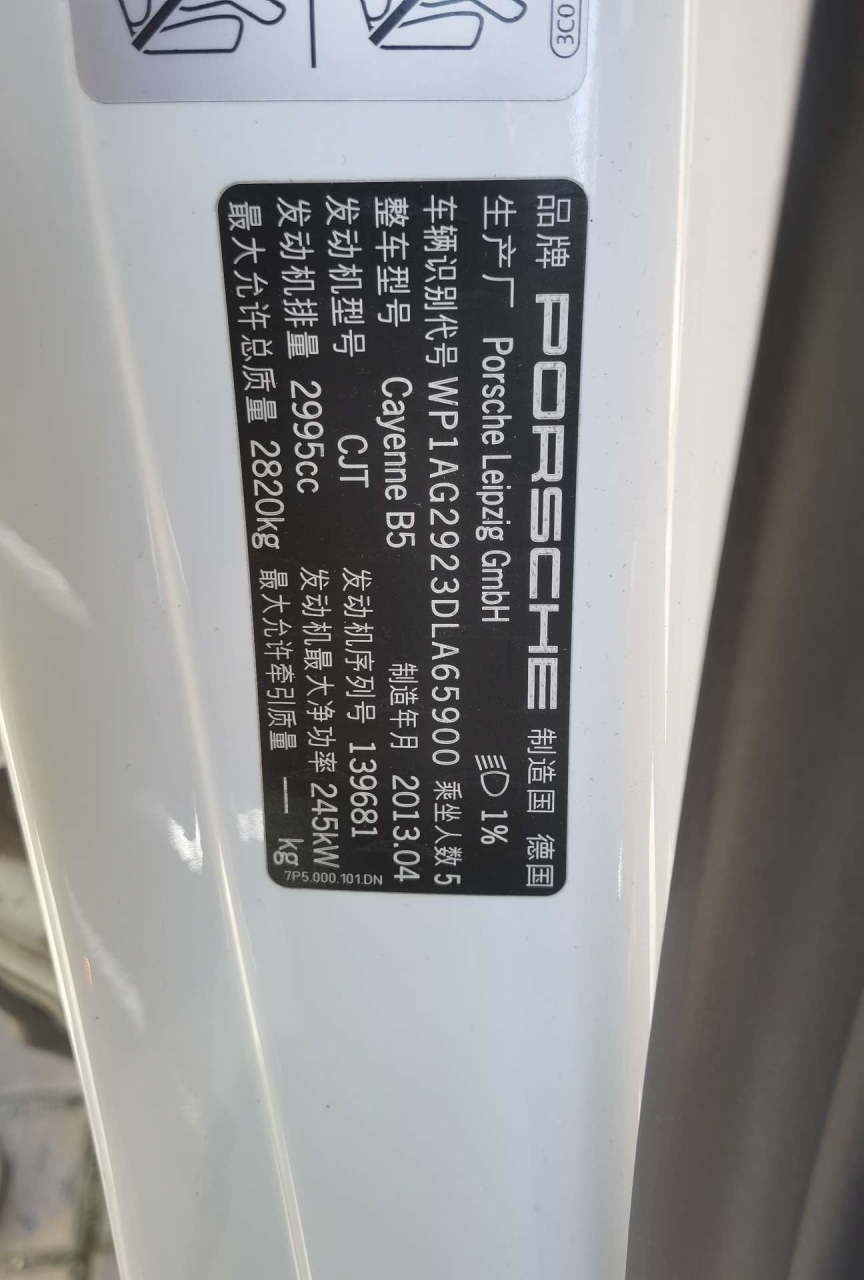 3C0
品牌 PORSCHE 制造国 德国
生产厂 Porsche Leipzig GmbH 1%
车辆识别代号 WP1AG2923DLA65900 乘坐人数 5
整车型号 Cayenne B5 制造年月 2013.04
发动机型号 CJT 发动机序列号 139681
发动机排量 2995cc 发动机最大净功率 245kW
最大允许总质量 2820kg 最大允许牵引质量 — kg
7P5.000.101.DN